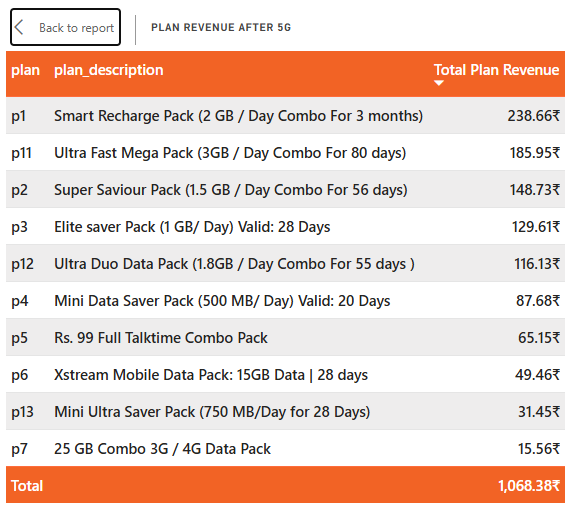 Back to report
PLAN REVENUE AFTER 5G
plan plan_description Total Plan Revenue
p1 Smart Recharge Pack (2 GB / Day Combo For 3 months) 238.66₹
p11 Ultra Fast Mega Pack (3GB / Day Combo For 80 days) 185.95₹
p2 Super Saviour Pack (1.5 GB / Day Combo For 56 days) 148.73₹
p3 Elite saver Pack (1 GB/ Day) Valid: 28 Days 129.61₹
p12 Ultra Duo Data Pack (1.8GB / Day Combo For 55 days ) 116.13₹
p4 Mini Data Saver Pack (500 MB/ Day) Valid: 20 Days 87.68₹
p5 Rs. 99 Full Talktime Combo Pack 65.15₹
p6 Xstream Mobile Data Pack: 15GB Data | 28 days 49.46₹
p13 Mini Ultra Saver Pack (750 MB/Day for 28 Days) 31.45₹
p7 25 GB Combo 3G / 4G Data Pack 15.56₹
Total 1,068.38₹